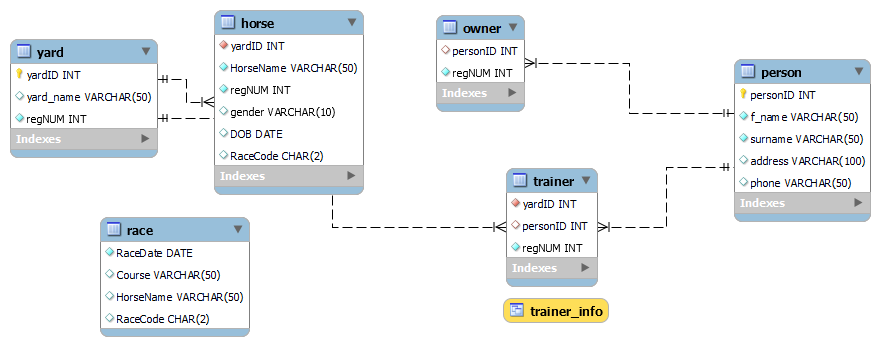 yard
yardID INT
yard_name VARCHAR(50)
regNUM INT
Indexes
horse
yardID INT
HorseName VARCHAR(50)
regNUM INT
gender VARCHAR(10)
DOB DATE
RaceCode CHAR(2)
Indexes
owner
personID INT
regNUM INT
Indexes
person
personID INT
f_name VARCHAR(50)
surname VARCHAR(50)
address VARCHAR(100)
phone VARCHAR(50)
Indexes
trainer
yardID INT
personID INT
regNUM INT
Indexes
race
RaceDate DATE
Course VARCHAR(50)
HorseName VARCHAR(50)
RaceCode CHAR(2)
trainer_info